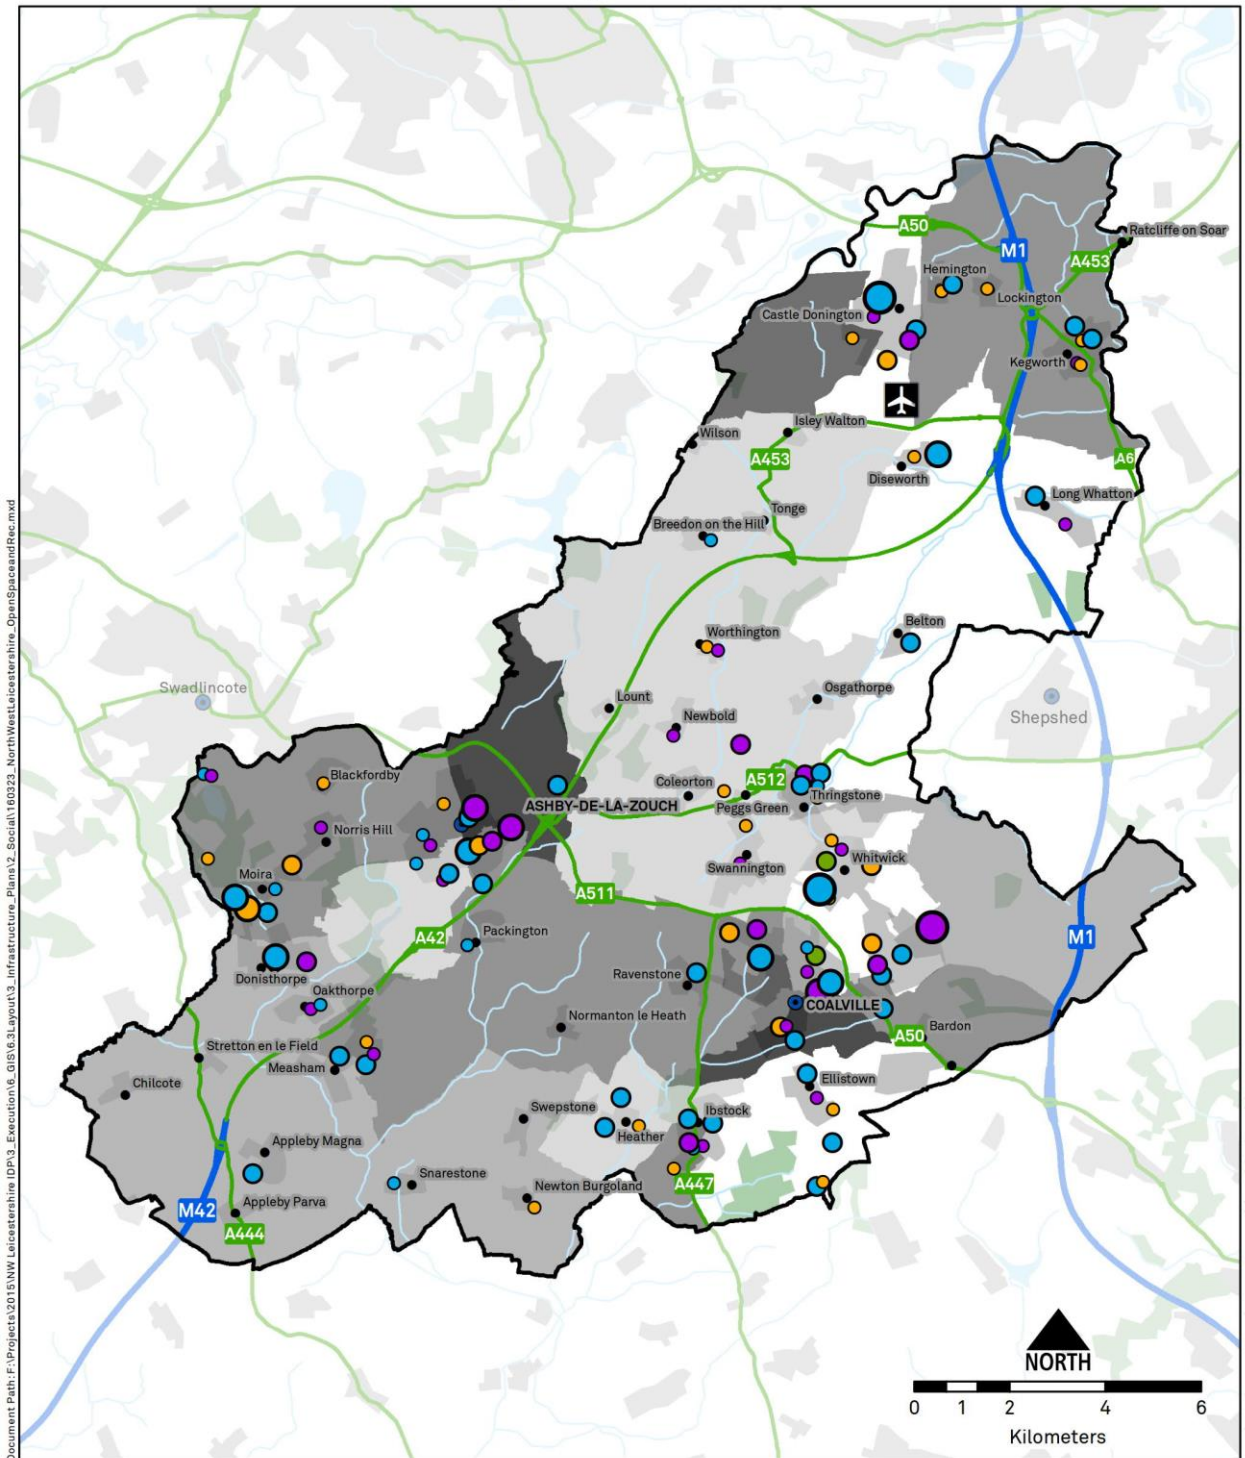 A50
Ratcliffe on Soar
M1
A453
Hemington
Lockington
Castle Donington
Kegworth
Isley Walton
Wilson
A453
A6
Diseworth
Long Whatton
Tonge
Breedon on the Hill
Belton
Worthington
Swadlincote
Osgathorpe
Lount
Shepshed
Newbold
Blackfordby
Coleorton
A512
ASHBY-DE-LA-ZOUCH
Peggs Green
Thringstone
Norris Hill
Swannington
Whitwick
Moira
A511
A42
M1
Packington
Donisthorpe
Ravenstone
Oakthorpe
COALVILLE
Normanton le Heath
A50
Bardon
Stretton en le Field
Measham
Ellistown
Chilcote
Swepstone
Ibstock
Heather
Appleby Magna
Snarestone
Newton Burgoland
A447
M42
Appleby Parva
A444
NORTH
0 1 2 4 6
Kilometers
Document Path: F:\Projects\2015\NW Leicestershire IDP\3_Execution\6_GIS\6.3Layout\3_Infrastructure_Plans\2_Social\160323_NorthWestLeicestershire_OpenSpaceandRec.mxd